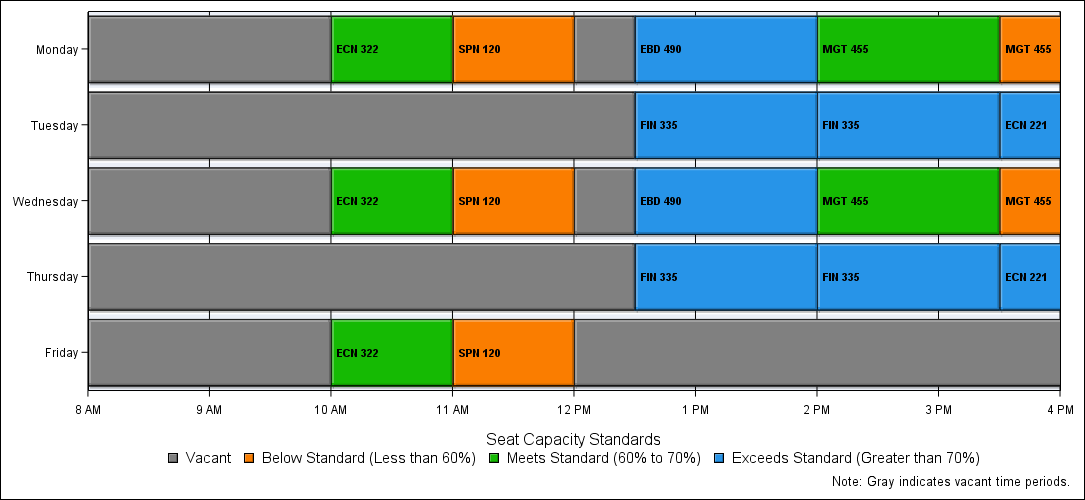 Monday ECN 322 SPN 120 EBD 490 MGT 455 MGT 455
Tuesday FIN 335 FIN 335 ECN 221
Wednesday ECN 322 SPN 120 EBD 490 MGT 455 MGT 455
Thursday FIN 335 FIN 335 ECN 221
Friday ECN 322 SPN 120
8 AM 9 AM 10 AM 11 AM 12 PM 1 PM 2 PM 3 PM 4 PM
Seat Capacity Standards
Vacant Below Standard (Less than 60%) Meets Standard (60% to 70%) Exceeds Standard (Greater than 70%)
Note: Gray indicates vacant time periods.